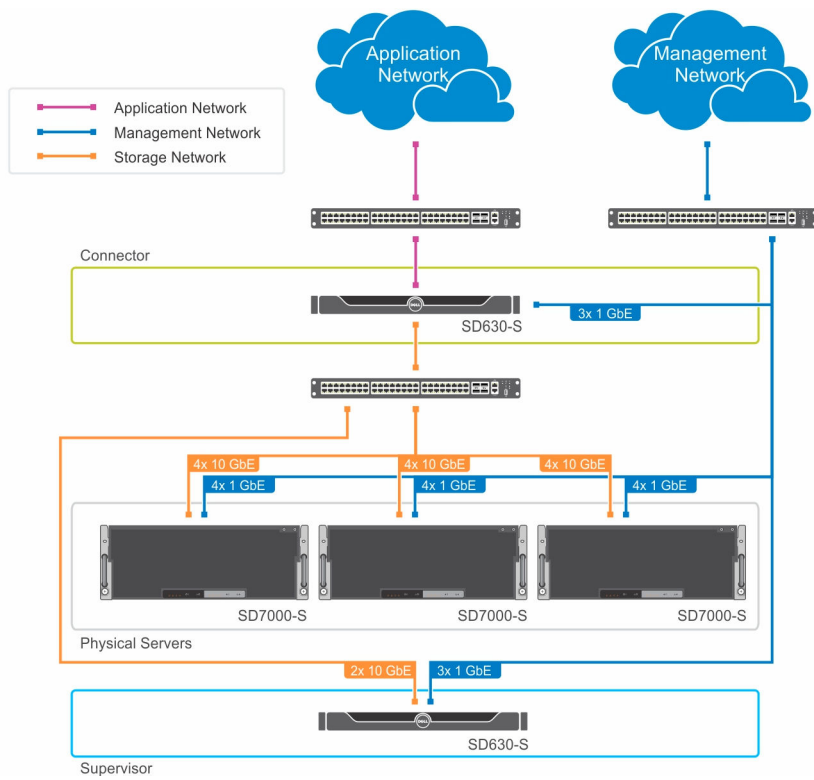 Application
Network
Management
Network
Application Network
Management Network
Storage Network
Connector
DELL
SD630-S
3x 1 GbE
4x 10 GbE
4x 10 GbE
4x 10 GbE
4x 1 GbE
4x 1 GbE
4x 1 GbE
SD7000-S
SD7000-S
SD7000-S
Physical Servers
2x 10 GbE
3x 1 GbE
DELL
SD630-S
Supervisor